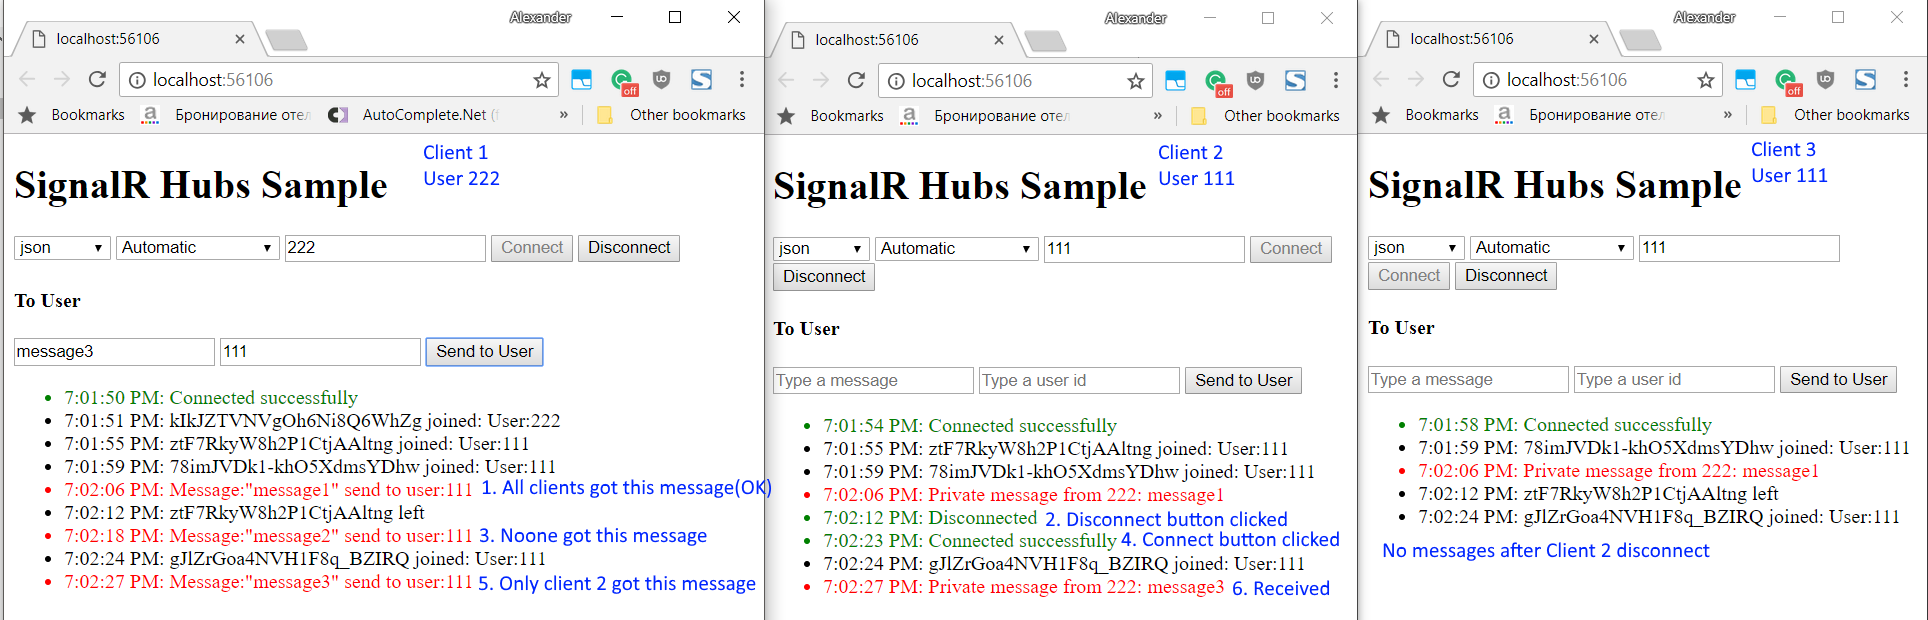 Alexander
localhost:56106
localhost:56106
off
Bookmarks
Бронирование отел
AutoComplete.Net (
»
Other bookmarks
Client 1
User 222
SignalR Hubs Sample
json Automatic 222 Connect Disconnect
To User
message3 111 Send to User
7:01:50 PM: Connected successfully
7:01:51 PM: kIkJZTVNVgOh6Ni8Q6WhZg joined: User:222
7:01:55 PM: ztF7RkyW8h2P1CtjAAltng joined: User:111
7:01:59 PM: 78imJVDk1-khO5XdmsYDhw joined: User:111
7:02:06 PM: Message:"message1" send to user:111 1. All clients got this message(OK)
7:02:12 PM: ztF7RkyW8h2P1CtjAAltng left
7:02:18 PM: Message:"message2" send to user:111 3. Noone got this message
7:02:24 PM: gJlZrGoa4NVH1F8q_BZIRQ joined: User:111
7:02:27 PM: Message:"message3" send to user:111 5. Only client 2 got this message
Alexander
localhost:56106
localhost:56106
off
Bookmarks
Бронирование отел
»
Other bookmarks
Client 2
User 111
SignalR Hubs Sample
json Automatic 111 Connect
Disconnect
To User
Type a message Type a user id Send to User
7:01:54 PM: Connected successfully
7:01:55 PM: ztF7RkyW8h2P1CtjAAltng joined: User:111
7:01:59 PM: 78imJVDk1-khO5XdmsYDhw joined: User:111
7:02:06 PM: Private message from 222: message1
7:02:12 PM: Disconnected 2. Disconnect button clicked
7:02:23 PM: Connected successfully 4. Connect button clicked
7:02:24 PM: gJlZrGoa4NVH1F8q_BZIRQ joined: User:111
7:02:27 PM: Private message from 222: message3 6. Received
Alexander
localhost:56106
localhost:56106
off
Bookmarks
Бронирование отел
»
Other bookmarks
Client 3
User 111
SignalR Hubs Sample
json Automatic 111
Connect Disconnect
To User
Type a message Type a user id Send to User
7:01:58 PM: Connected successfully
7:01:59 PM: 78imJVDk1-khO5XdmsYDhw joined: User:111
7:02:06 PM: Private message from 222: message1
7:02:12 PM: ztF7RkyW8h2P1CtjAAltng left
7:02:24 PM: gJlZrGoa4NVH1F8q_BZIRQ joined: User:111
No messages after Client 2 disconnect